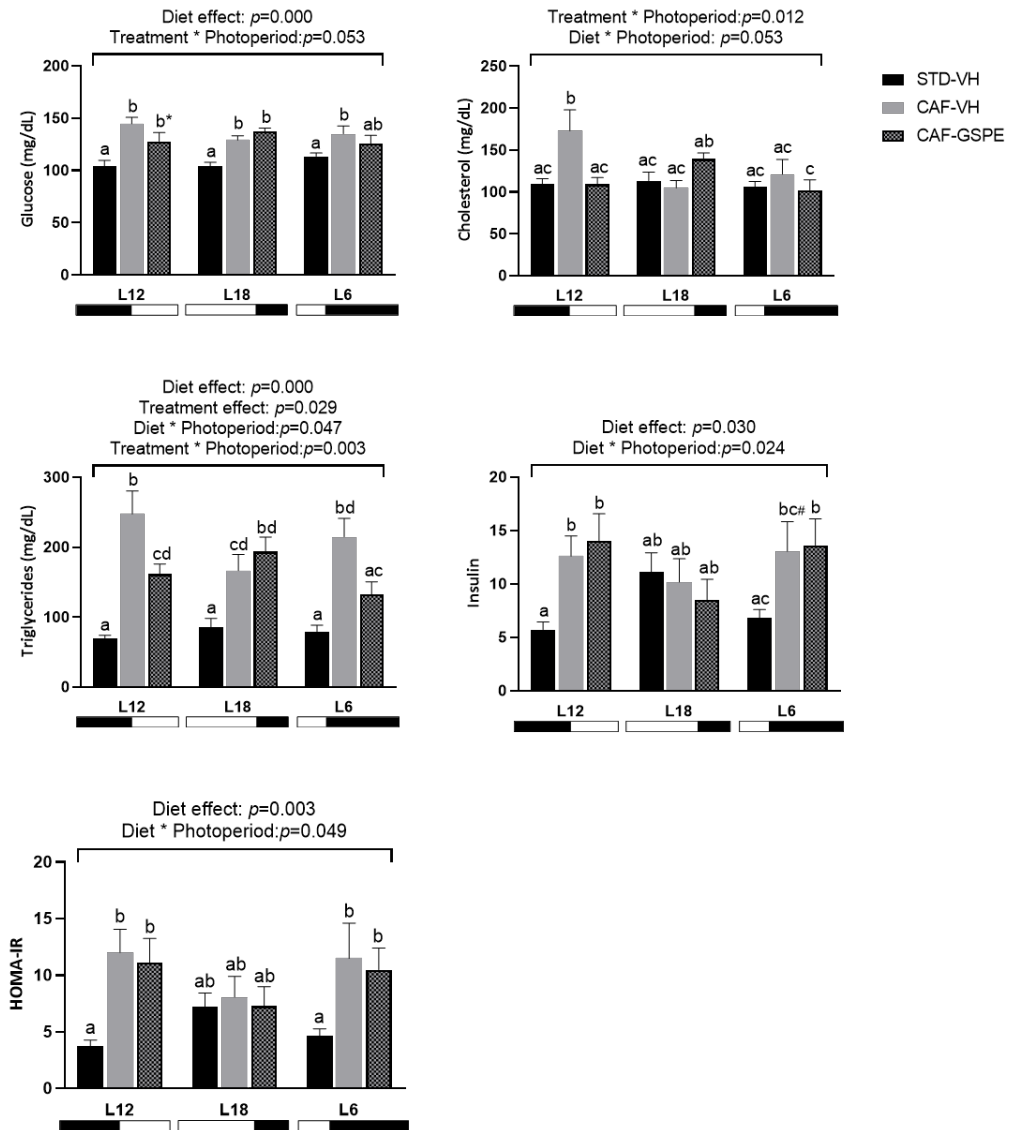 Diet effect: p=0.000
Treatment * Photoperiod:p=0.053
Glucose (mg/dL)
200
150
100
50
0
a
b
b*
a
b
b
a
b
ab
L12
L18
L6
Treatment * Photoperiod:p=0.012
Diet * Photoperiod: p=0.053
Cholesterol (mg/dL)
250
200
150
100
50
0
ac
b
ac
ac
ac
ab
ac
ac
c
L12
L18
L6
STD-VH
CAF-VH
CAF-GSPE
Diet effect: p=0.000
Treatment effect: p=0.029
Diet * Photoperiod:p=0.047
Treatment * Photoperiod:p=0.003
Triglycerides (mg/dL)
300
200
100
0
a
b
cd
a
cd
bd
a
bd
ac
L12
L18
L6
Diet effect: p=0.030
Diet * Photoperiod:p=0.024
Insulin
20
15
10
5
0
a
b
b
ab
ab
ab
ac
bc#
b
L12
L18
L6
Diet effect: p=0.003
Diet * Photoperiod:p=0.049
HOMA-IR
20
15
10
5
0
a
b
b
ab
ab
ab
a
b
b
L12
L18
L6